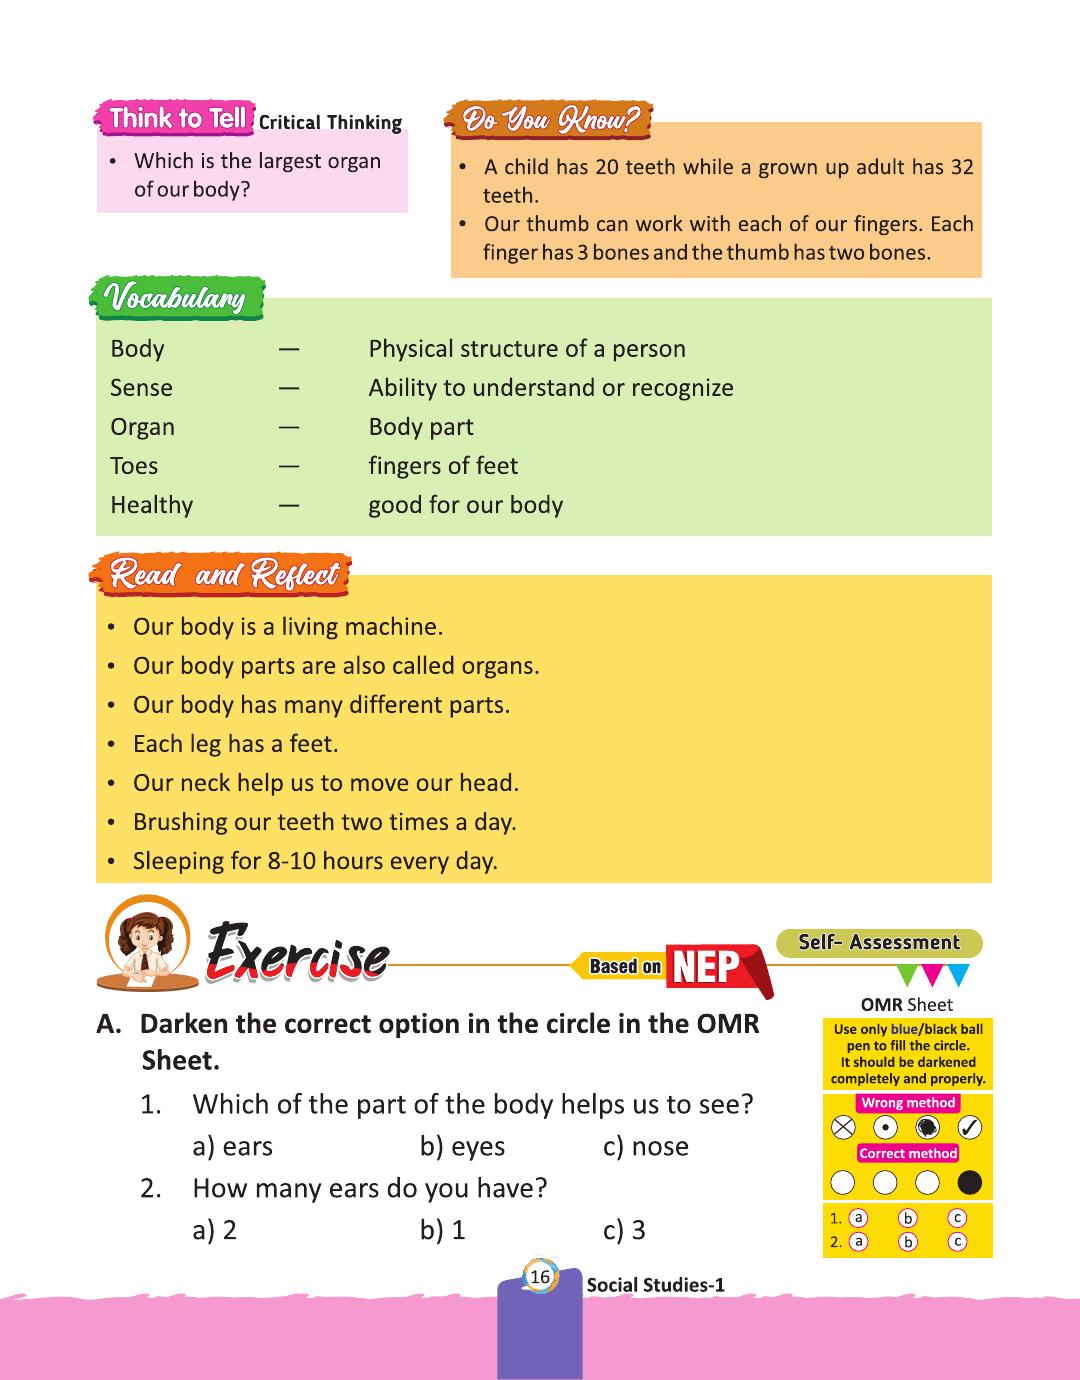 Think to Tell Critical Thinking
• Which is the largest organ
of our body?
Do You Know?
• A child has 20 teeth while a grown up adult has 32
teeth.
• Our thumb can work with each of our fingers. Each
finger has 3 bones and the thumb has two bones.
Vocabulary
Body — Physical structure of a person
Sense — Ability to understand or recognize
Organ — Body part
Toes — fingers of feet
Healthy — good for our body
Read and Reflect
• Our body is a living machine.
• Our body parts are also called organs.
• Our body has many different parts.
• Each leg has a feet.
• Our neck help us to move our head.
• Brushing our teeth two times a day.
• Sleeping for 8-10 hours every day.
Exercise
Based on NEP
Self- Assessment
A. Darken the correct option in the circle in the OMR
Sheet.
1. Which of the part of the body helps us to see?
a) ears b) eyes c) nose
2. How many ears do you have?
a) 2 b) 1 c) 3
OMR Sheet
Use only blue/black ball
pen to fill the circle.
It should be darkened
completely and properly.
Wrong method
Correct method
1. a b c
2. a b c
16
Social Studies-1